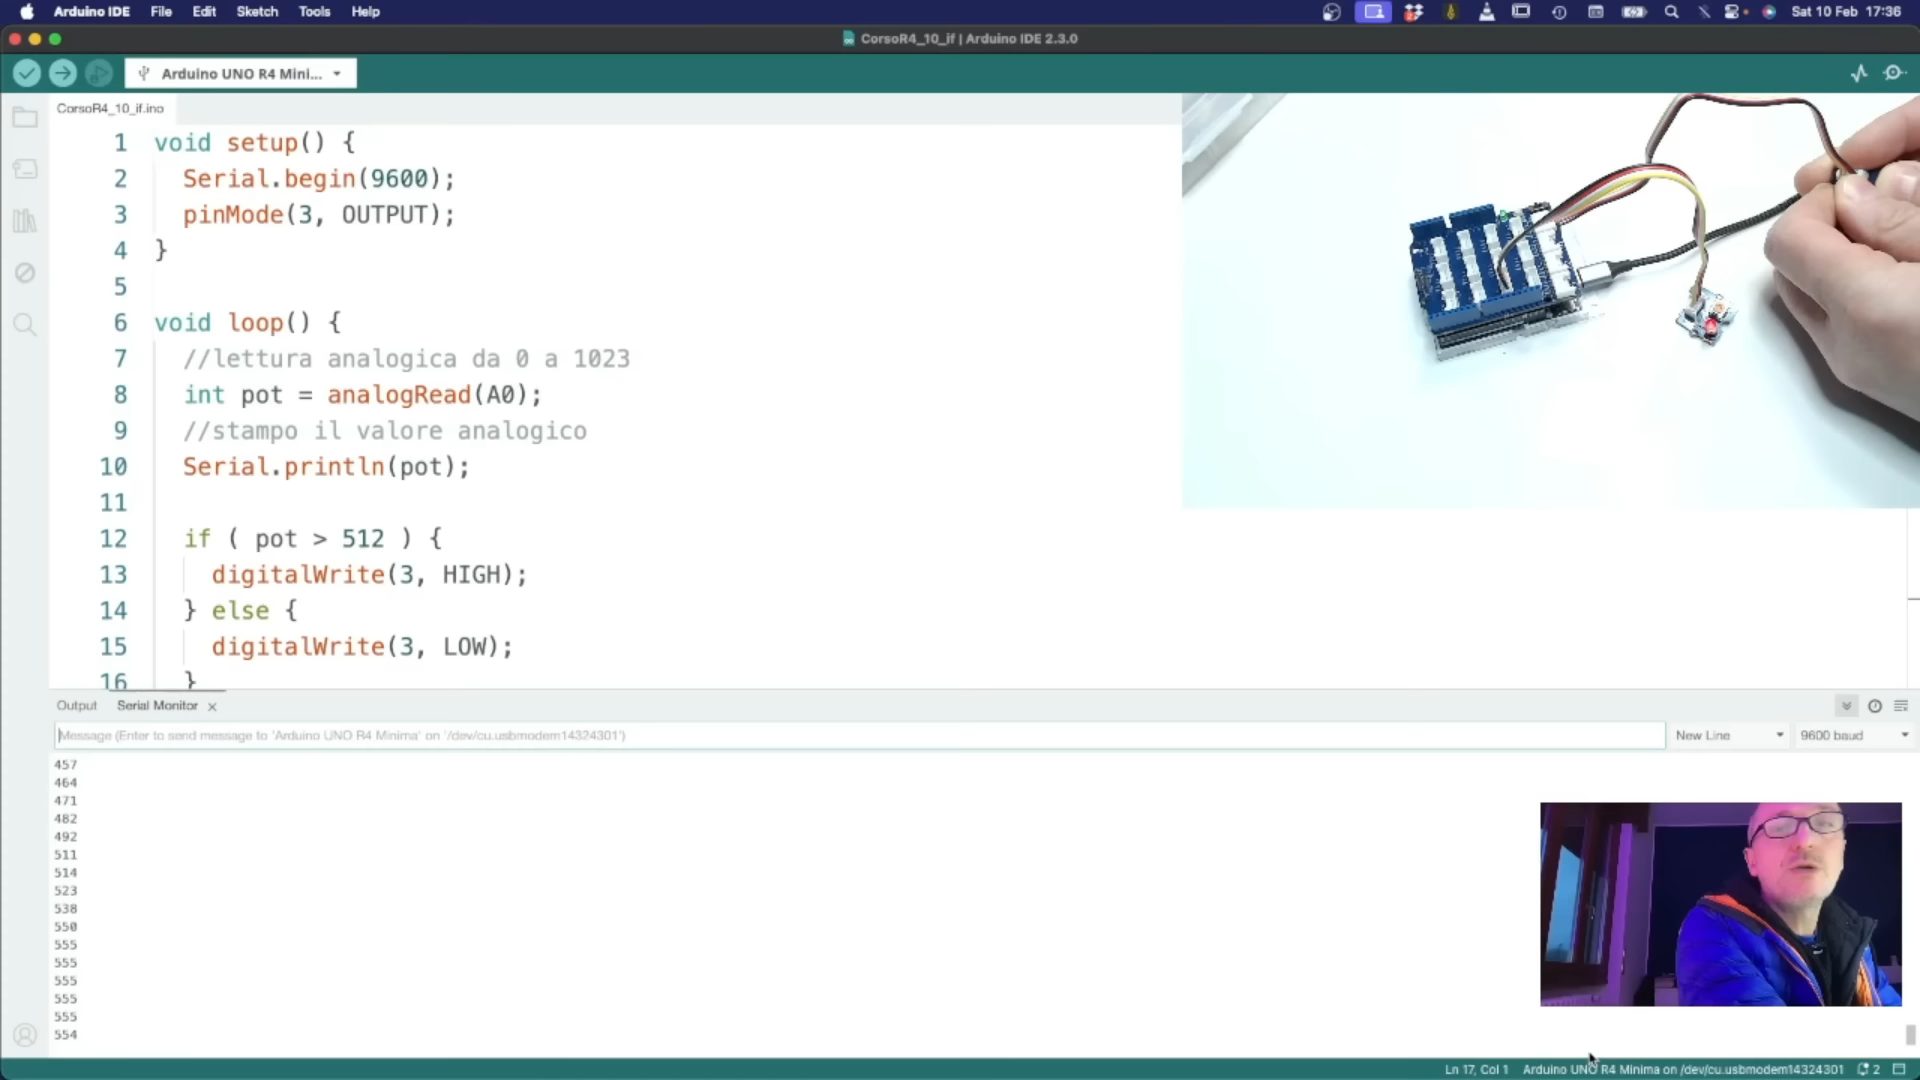 Arduino IDE File Edit Sketch Tools Help Sat 10 Feb 17:36
CorsoR4_10_if | Arduino IDE 2.3.0
Arduino UNO R4 Mini...
CorsoR4_10_if.ino
1 void setup() {
2 Serial.begin(9600);
3 pinMode(3, OUTPUT);
4 }
5
6 void loop() {
7 //lettura analogica da 0 a 1023
8 int pot = analogRead(A0);
9 //stampo il valore analogico
10 Serial.println(pot);
11
12 if ( pot > 512 ) {
13 digitalWrite(3, HIGH);
14 } else {
15 digitalWrite(3, LOW);
16 }
Output Serial Monitor
Message (Enter to send message to 'Arduino UNO R4 Minima' on '/dev/cu.usbmodem14324301') New Line 9600 baud
457
464
471
482
492
511
514
523
538
550
555
555
555
555
555
554
Ln 17, Col 1 Arduino UNO R4 Minima on /dev/cu.usbmodem14324301 2